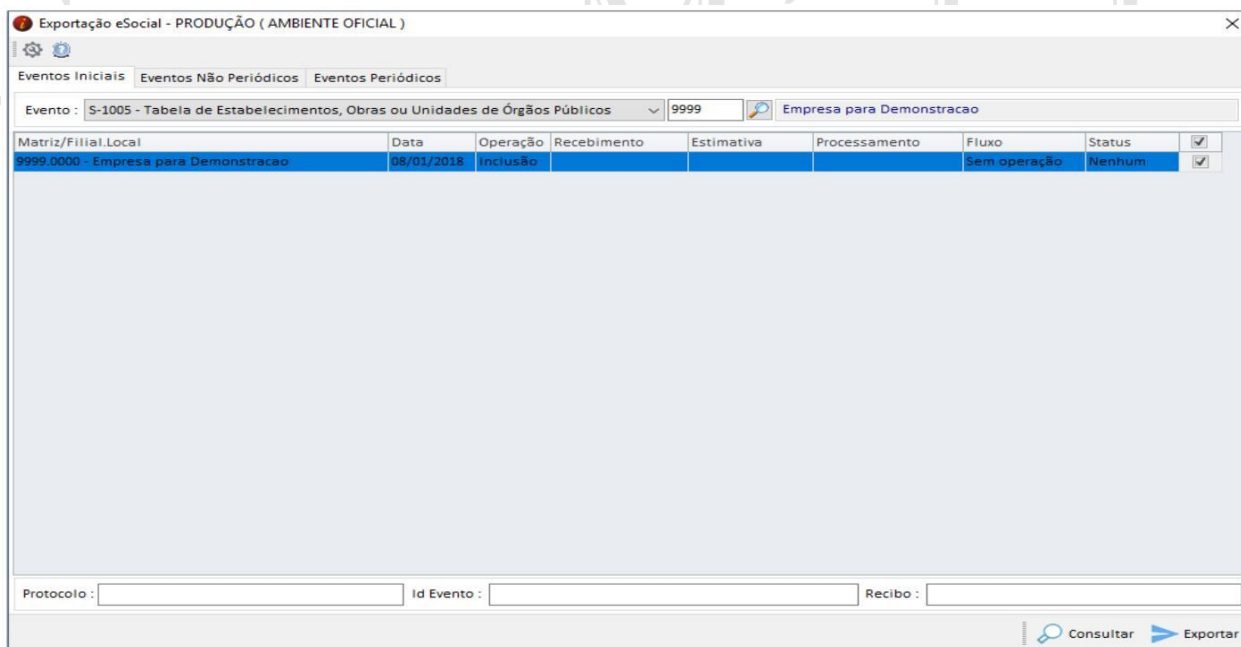 Exportação eSocial - PRODUÇÃO ( AMBIENTE OFICIAL )
Eventos Iniciais Eventos Não Periódicos Eventos Periódicos
Evento : S-1005 - Tabela de Estabelecimentos, Obras ou Unidades de Órgãos Públicos 9999 Empresa para Demonstracao
Matriz/Filial.Local Data Operação Recebimento Estimativa Processamento Fluxo Status
9999.0000 - Empresa para Demonstracao 08/01/2018 Inclusão Sem operação Nenhum
Protocolo : Id Evento : Recibo :
Consultar Exportar